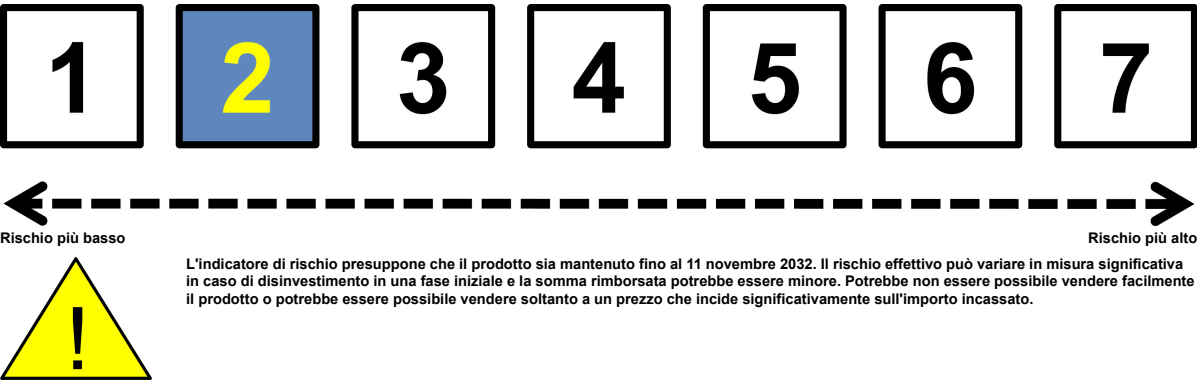 1 2 3 4 5 6 7
Rischio più basso Rischio più alto
L'indicatore di rischio presuppone che il prodotto sia mantenuto fino al 11 novembre 2032. Il rischio effettivo può variare in misura significativa
in caso di disinvestimento in una fase iniziale e la somma rimborsata potrebbe essere minore. Potrebbe non essere possibile vendere facilmente
il prodotto o potrebbe essere possibile vendere soltanto a un prezzo che incide significativamente sull'importo incassato.
!